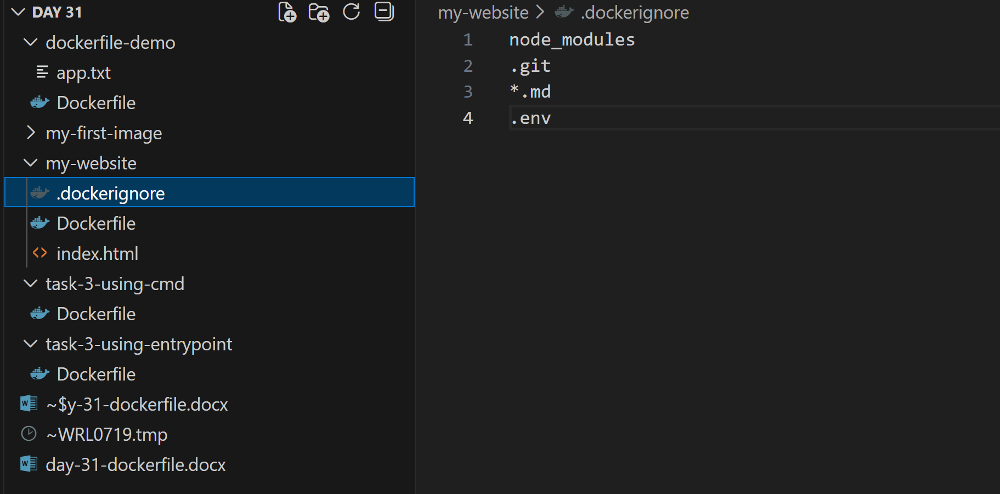 DAY 31
dockerfile-demo
app.txt
Dockerfile
my-first-image
my-website
.dockerignore
Dockerfile
index.html
task-3-using-cmd
Dockerfile
task-3-using-entrypoint
Dockerfile
~$y-31-dockerfile.docx
~WRL0719.tmp
day-31-dockerfile.docx
my-website > .dockerignore
1 node_modules
2 .git
3 *.md
4 .env